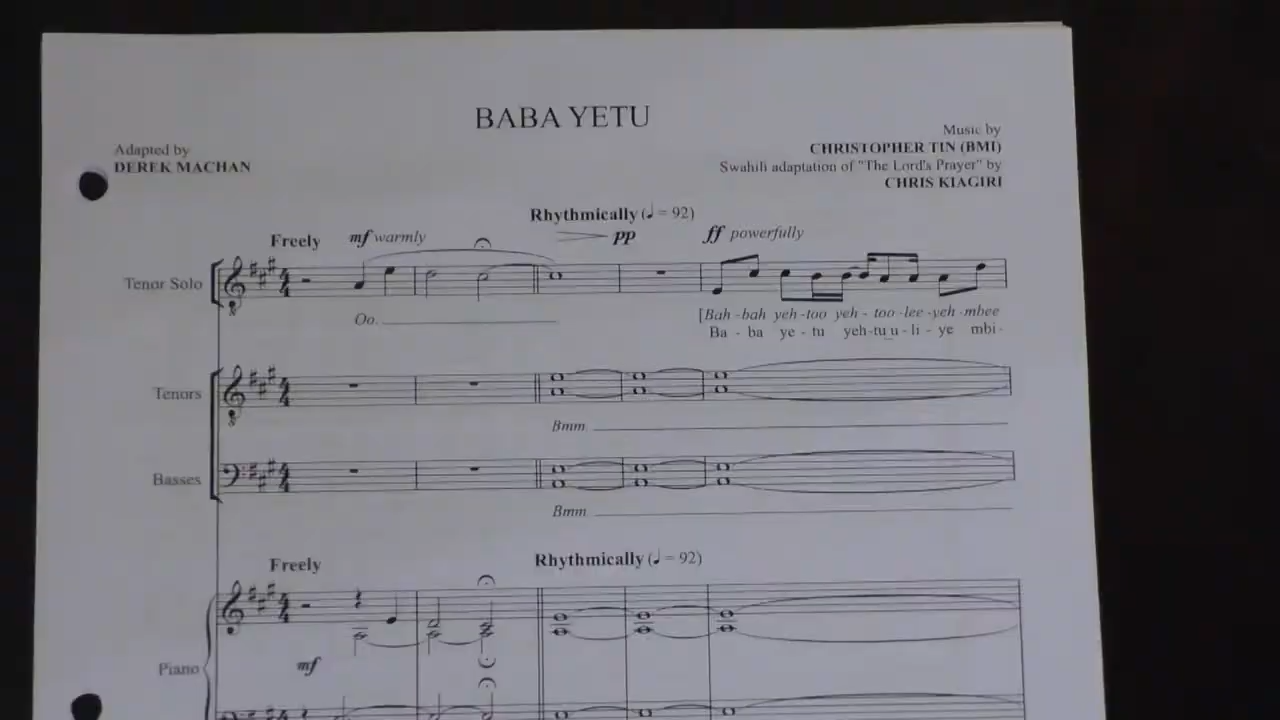 BABA YETU
Adapted by
DEREK MACHAN
Music by
CHRISTOPHER TIN (BMI)
Swahili adaptation of "The Lord's Prayer" by
CHRIS KIAGIRI
Rhythmically (♩ = 92)
Freely mf warmly pp ff powerfully
Tenor Solo
Oo.
[Bah - bah yeh - too yeh - too - lee - yeh - mbee
Ba - ba ye - tu yeh-tu_u - li - ye mbi -
Tenors
Bmm
Basses
Bmm
Freely Rhythmically (♩ = 92)
Piano mf